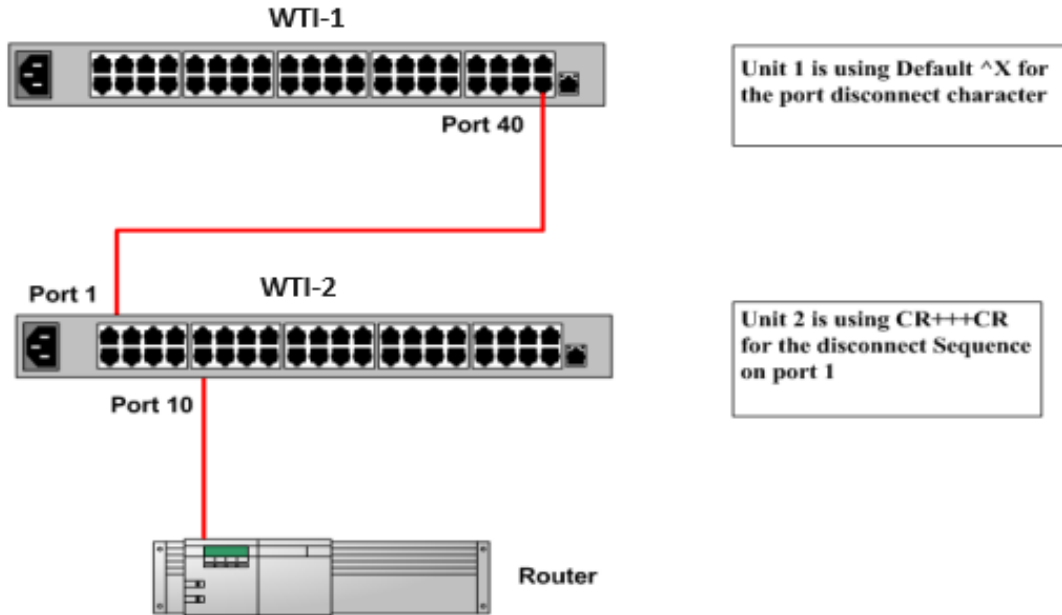 WTI-1
Unit 1 is using Default ^X for
the port disconnect character
Port 40
Port 1
WTI-2
Unit 2 is using CR+++CR
for the disconnect Sequence
on port 1
Port 10
Router